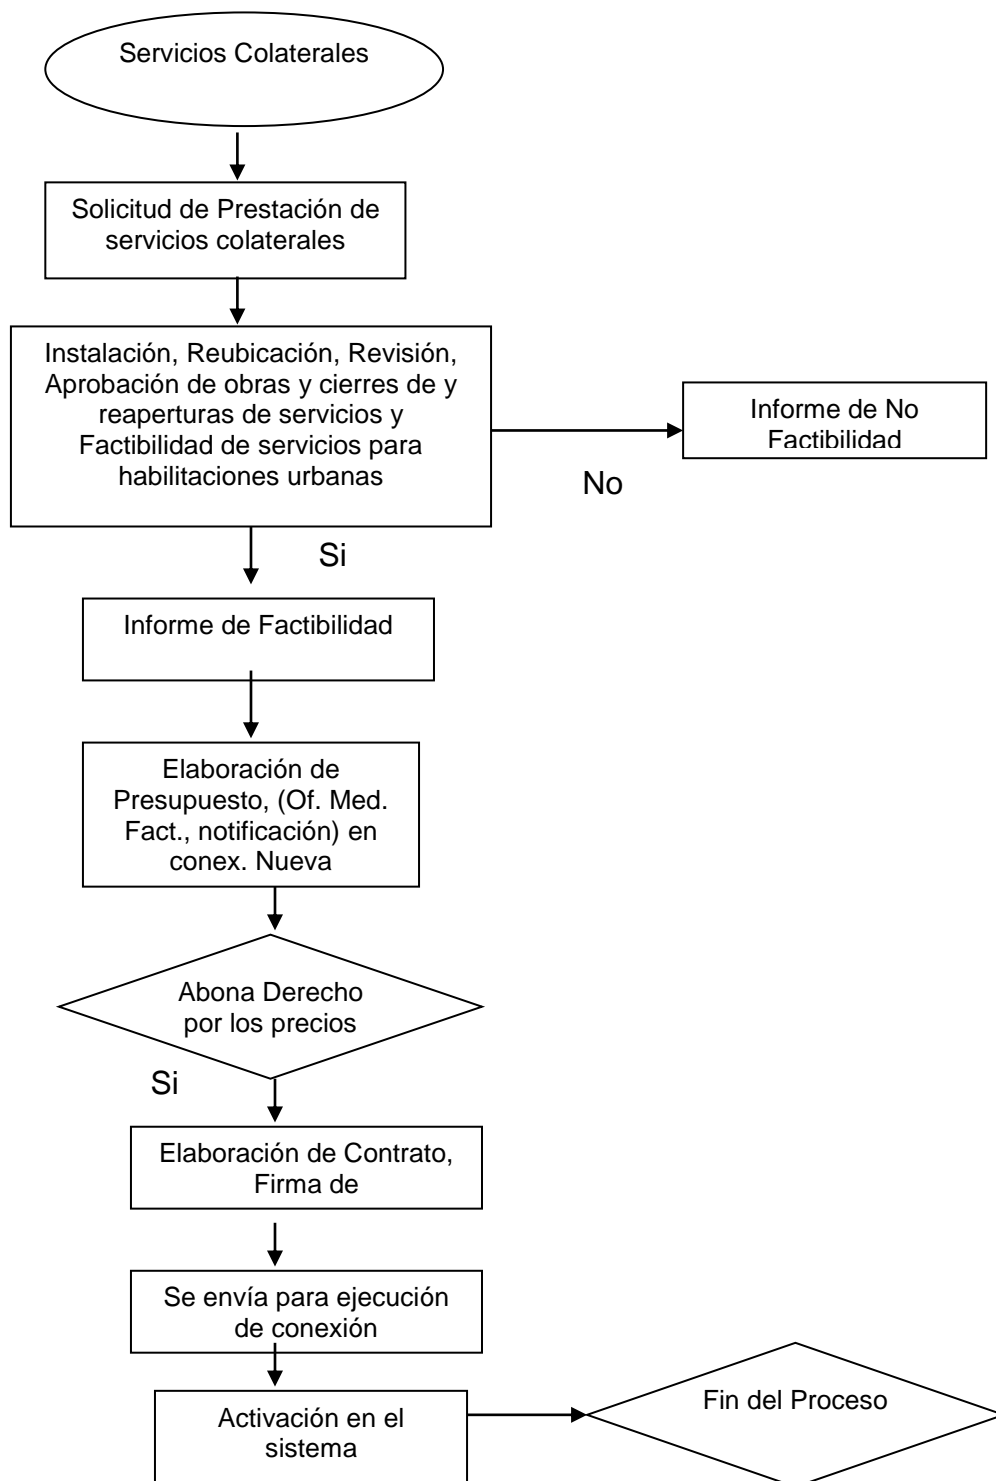 Servicios Colaterales
Solicitud de Prestación de
servicios colaterales
Instalación, Reubicación, Revisión,
Aprobación de obras y cierres de y
reaperturas de servicios y
Factibilidad de servicios para
habilitaciones urbanas
Informe de No
Factibilidad
No
Si
Informe de Factibilidad
Elaboración de
Presupuesto, (Of. Med.
Fact., notificación) en
conex. Nueva
Abona Derecho
por los precios
Si
Elaboración de Contrato,
Firma de
Se envía para ejecución
de conexión
Activación en el
sistema
Fin del Proceso